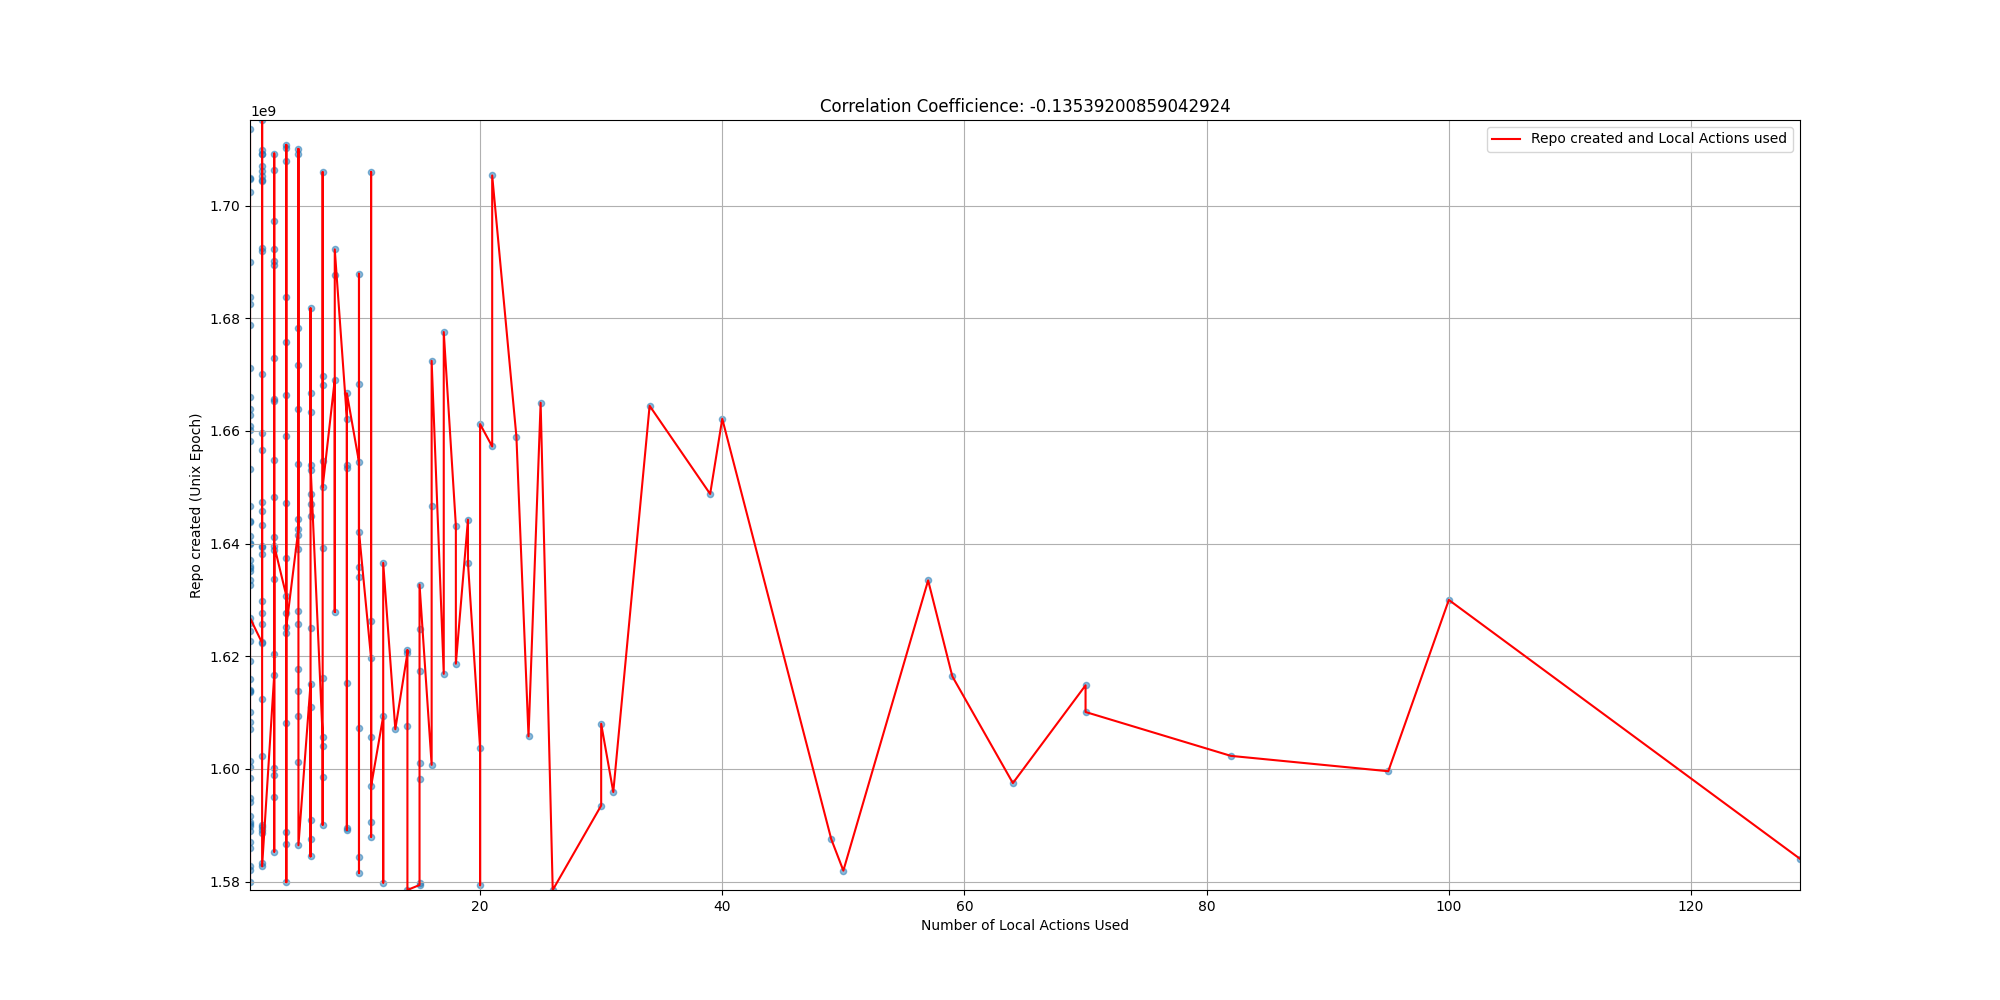 Correlation Coefficience: -0.13539200859042924
1e9
Repo created and Local Actions used
1.70
1.68
1.66
1.64
1.62
1.60
1.58
Repo created (Unix Epoch)
20
40
60
80
100
120
Number of Local Actions Used